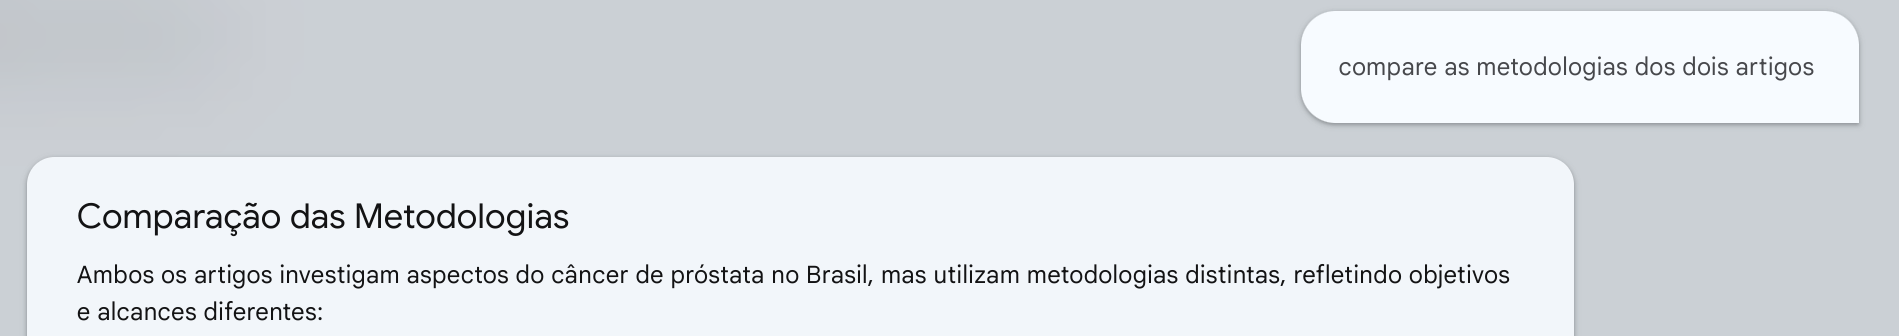 compare as metodologias dos dois artigos
Comparação das Metodologias
Ambos os artigos investigam aspectos do câncer de próstata no Brasil, mas utilizam metodologias distintas, refletindo objetivos
e alcances diferentes: